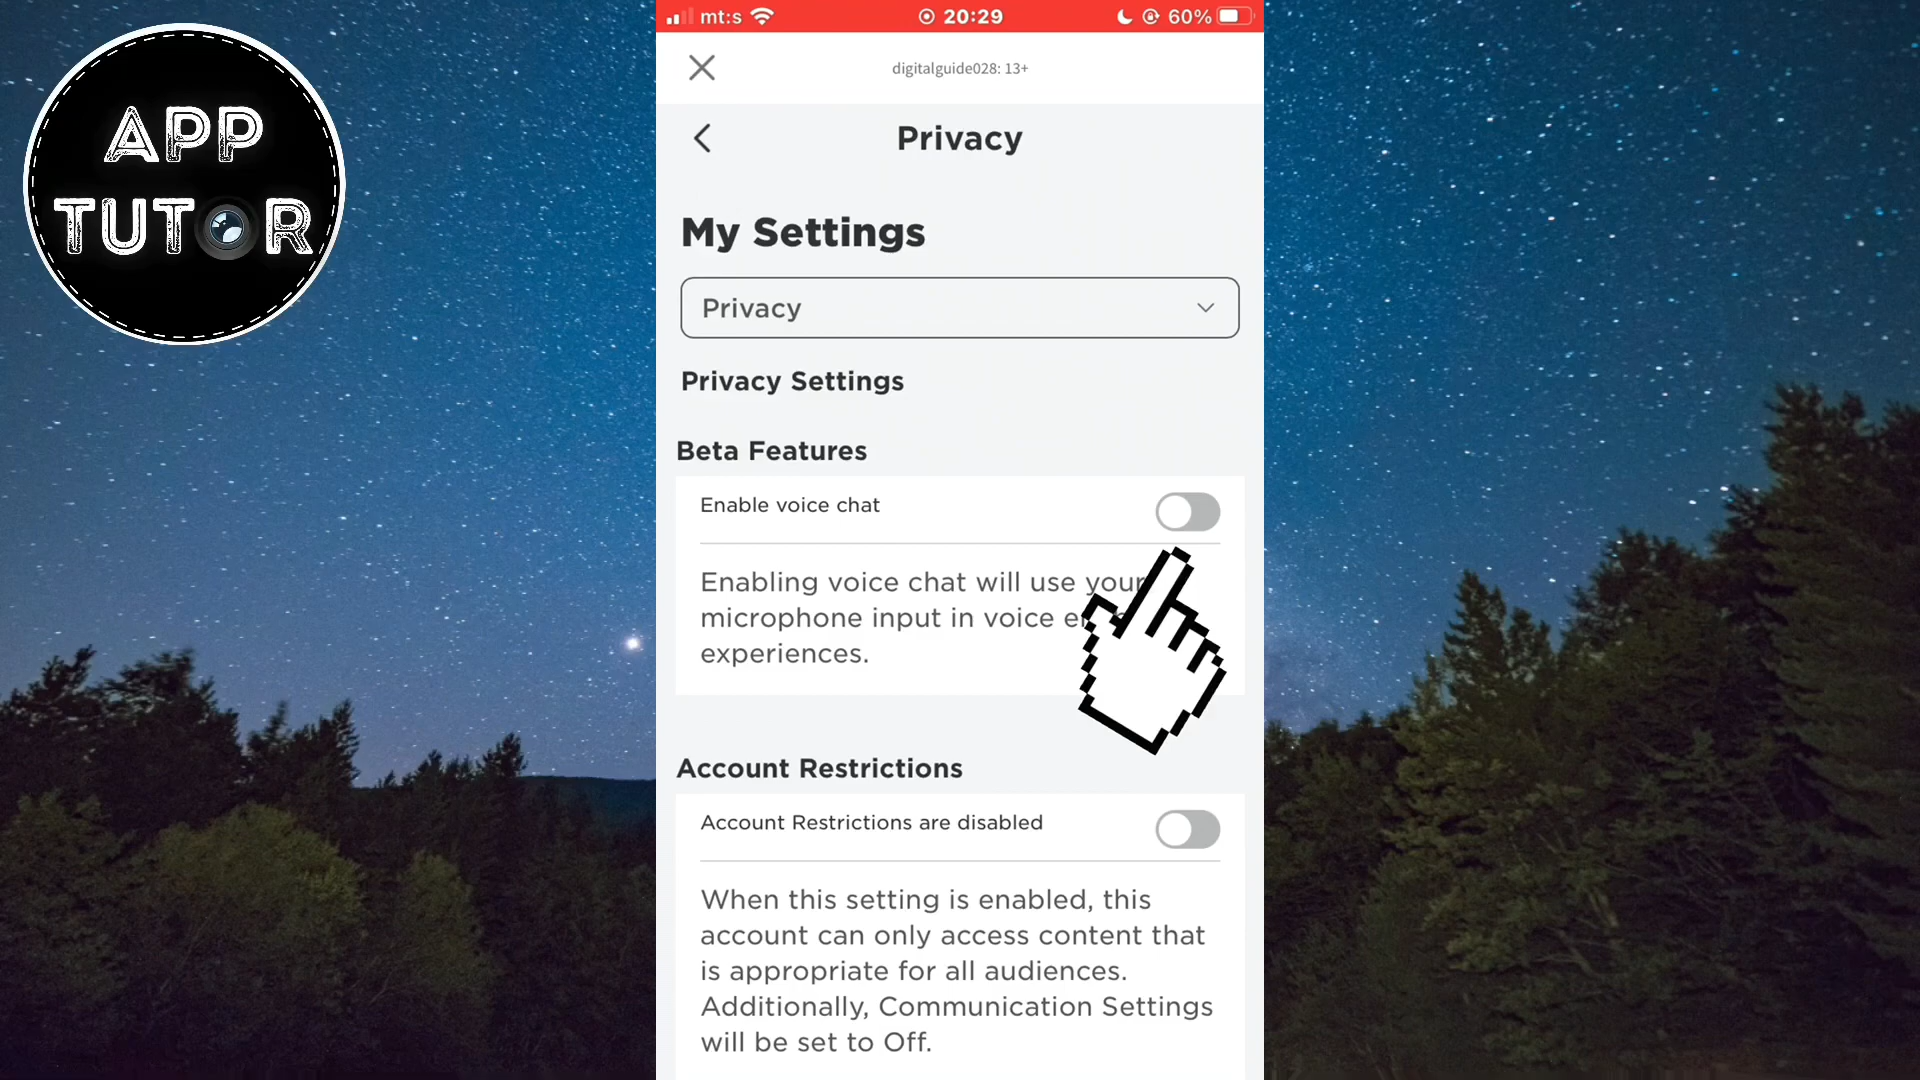 APP
TUTOR
mt:s 20:29 60%
digitalguide028: 13+
Privacy
My Settings
Privacy
Privacy Settings
Beta Features
Enable voice chat
Enabling voice chat will use your
microphone input in voice
experiences.
Account Restrictions
Account Restrictions are disabled
When this setting is enabled, this
account can only access content that
is appropriate for all audiences.
Additionally, Communication Settings
will be set to Off.